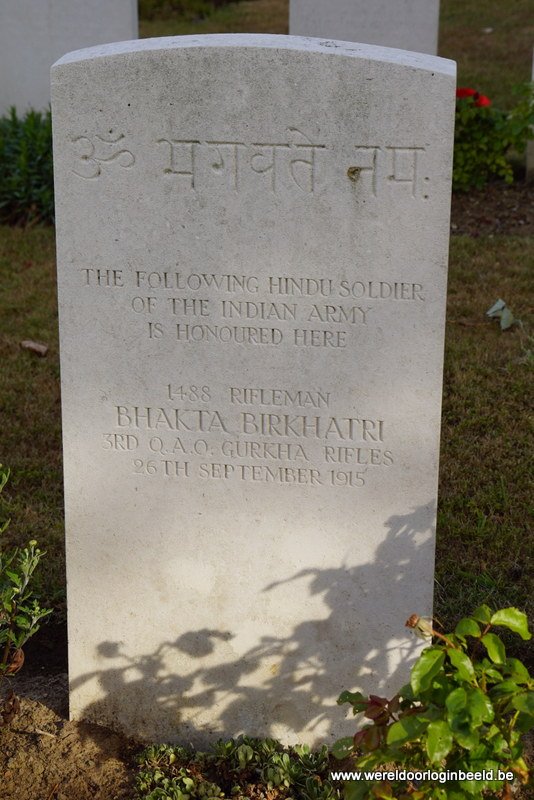 ॐ भगवते नमः
THE FOLLOWING HINDU SOLDIER
OF THE INDIAN ARMY
IS HONOURED HERE
1488 RIFLEMAN
BHAKTA BIRKHATRI
3RD Q.A.O. GURKHA RIFLES
26TH SEPTEMBER 1915
www.wereldoorloginbeeld.be